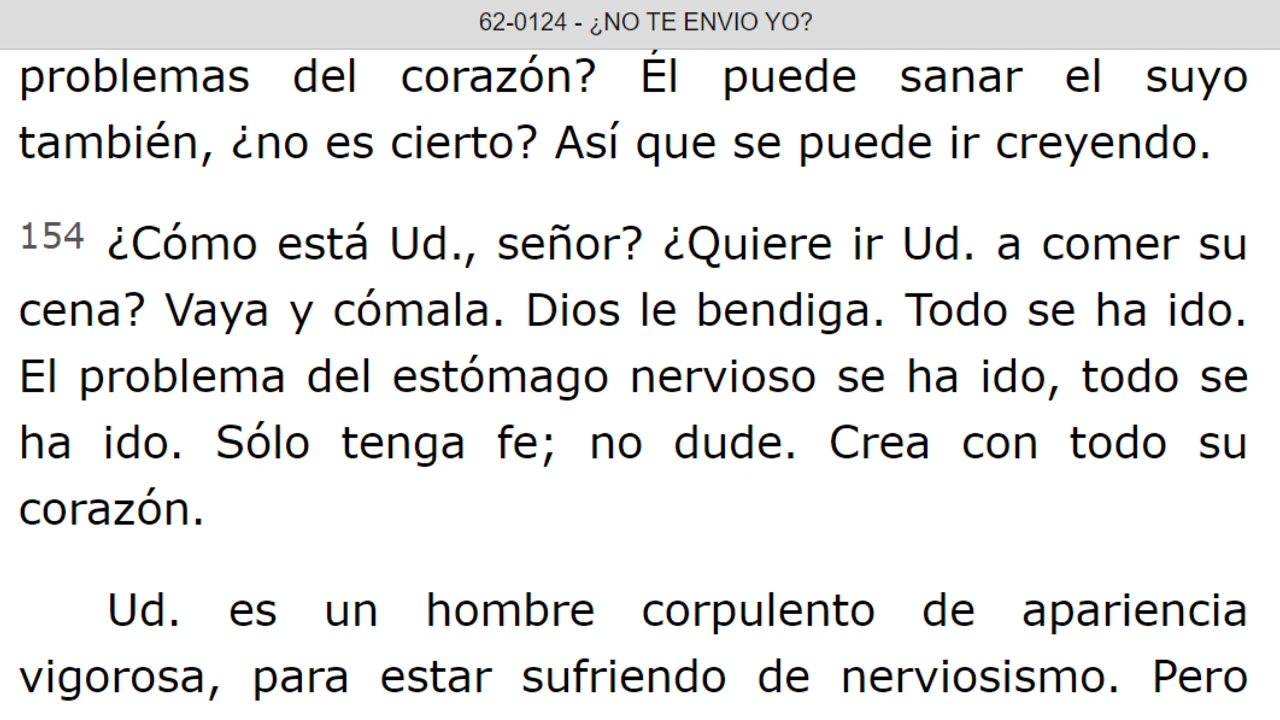 62-0124 - ¿NO TE ENVIO YO?
problemas del corazón? Él puede sanar el suyo
también, ¿no es cierto? Así que se puede ir creyendo.
154 ¿Cómo está Ud., señor? ¿Quiere ir Ud. a comer su
cena? Vaya y cómala. Dios le bendiga. Todo se ha ido.
El problema del estómago nervioso se ha ido, todo se
ha ido. Sólo tenga fe; no dude. Crea con todo su
corazón.
Ud. es un hombre corpulento de apariencia
vigorosa, para estar sufriendo de nerviosismo. Pero